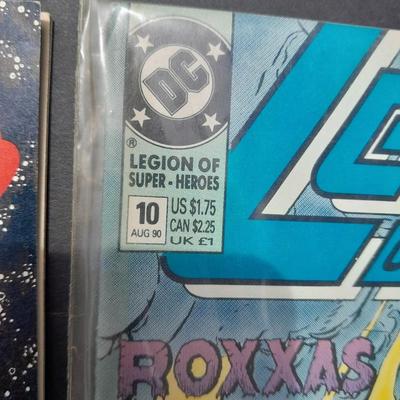 DC
®
LEGION OF
SUPER-HEROES
10
AUG 90
US $1.75
CAN $2.25
UK £1
ROXXAS